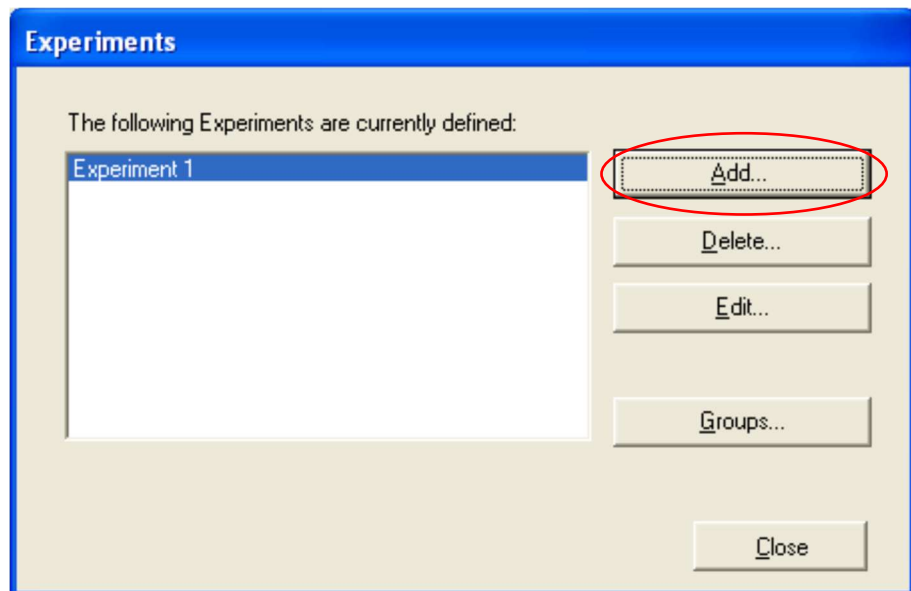 Experiments
The following Experiments are currently defined:
Experiment 1
Add...
Delete...
Edit...
Groups...
Close